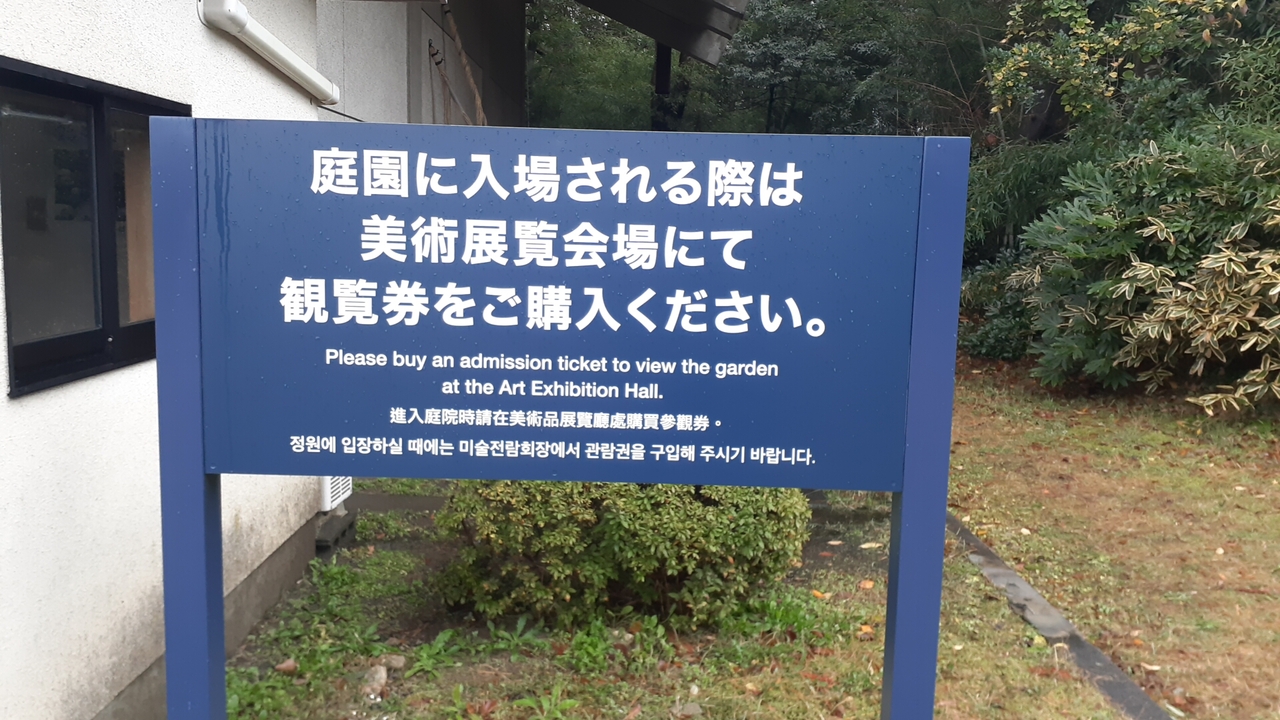 庭園に入場される際は
美術展覧会場にて
観覧券をご購入ください。
Please buy an admission ticket to view the garden
at the Art Exhibition Hall.
進入庭院時請在美術品展覽廳處購買參觀券。
정원에 입장하실 때에는 미술전람회장에서 관람권을 구입해 주시기 바랍니다.